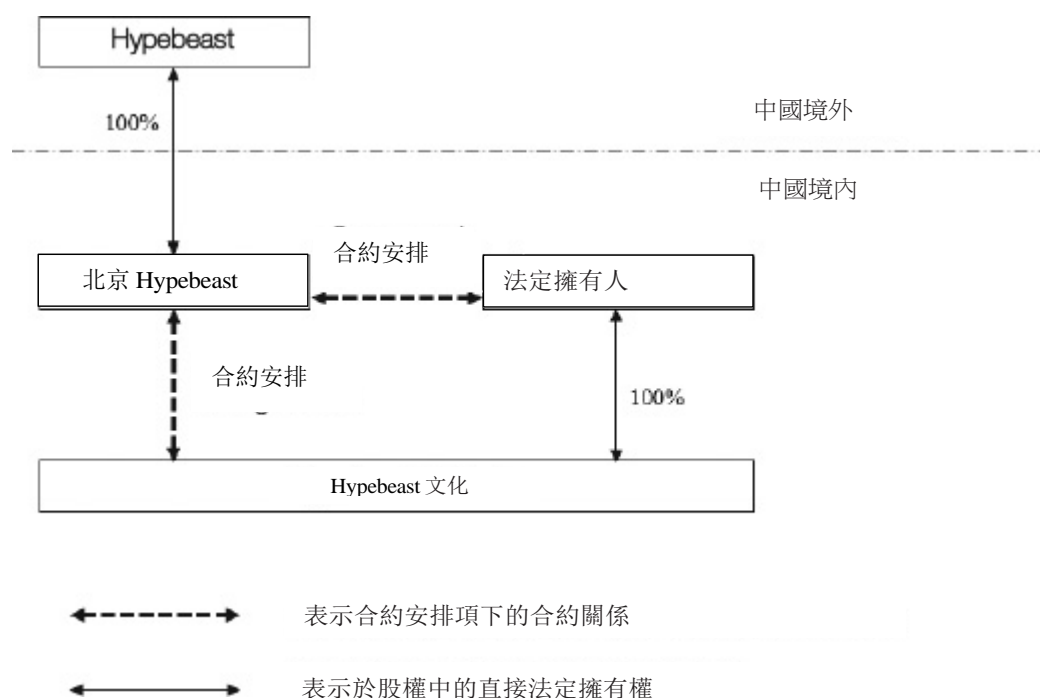 Hypebeast
100%
中國境外
中國境內
合約安排
北京 Hypebeast
法定擁有人
合約安排
100%
Hypebeast 文化
表示合約安排項下的合約關係
表示於股權中的直接法定擁有權